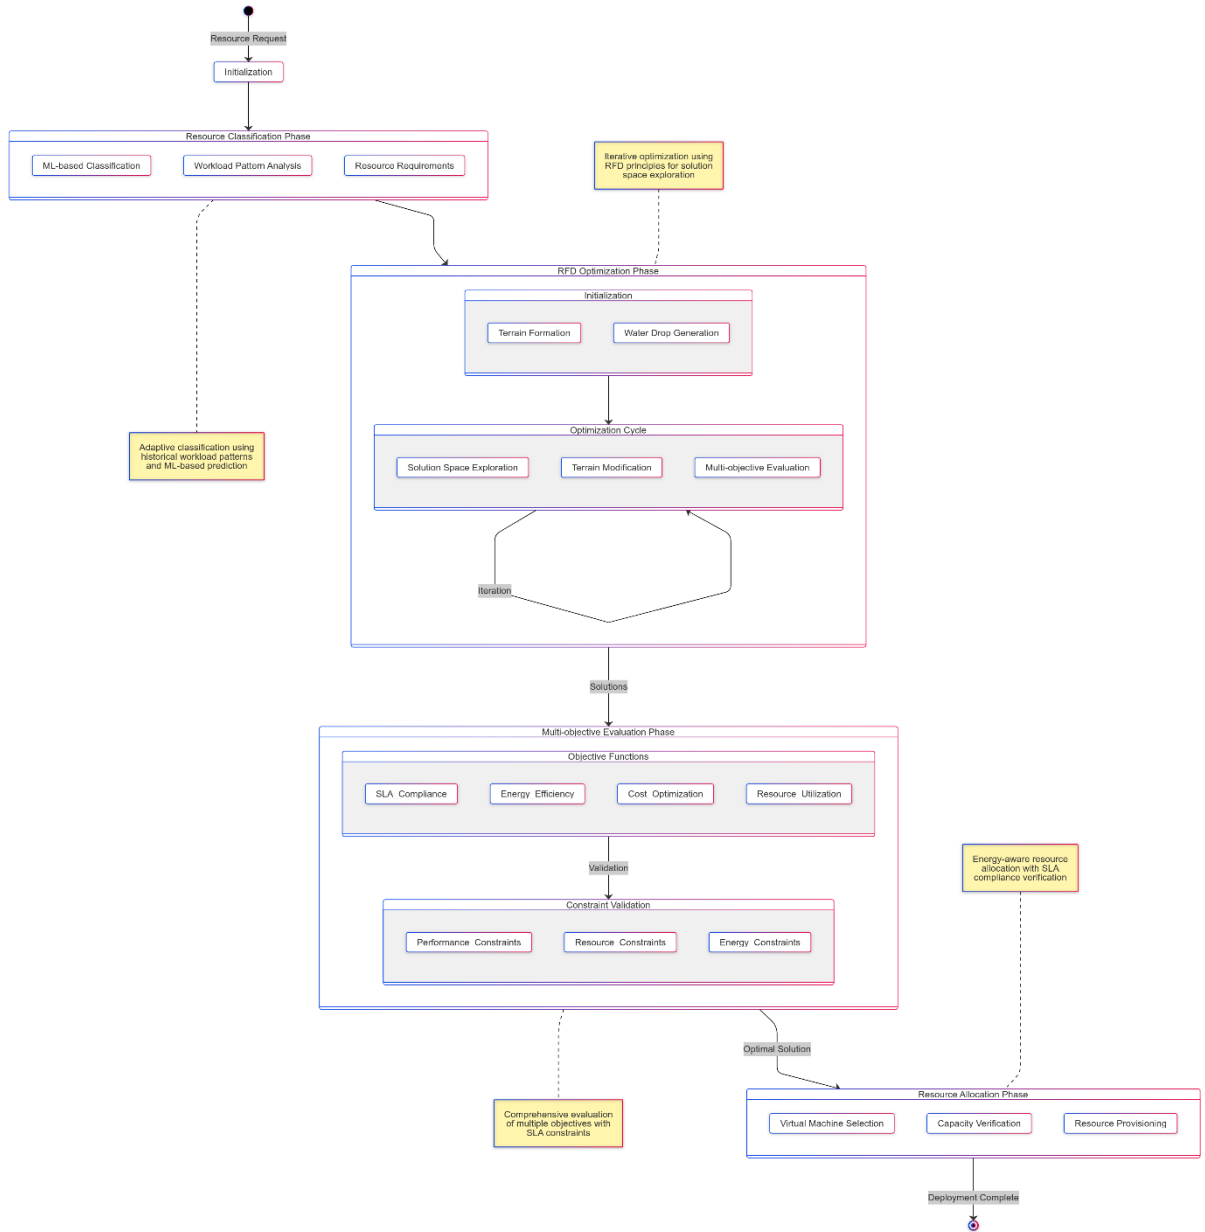 Resource Request
Initialization
Resource Classification Phase
ML-based Classification
Workload Pattern Analysis
Resource Requirements
Iterative optimization using
RFD principles for solution
space exploration
RFD Optimization Phase
Initialization
Terrain Formation
Water Drop Generation
Adaptive classification using
historical workload patterns
and ML-based prediction
Optimization Cycle
Solution Space Exploration
Terrain Modification
Multi-objective Evaluation
Iteration
Solutions
Multi-objective Evaluation Phase
Objective Functions
SLA Compliance
Energy Efficiency
Cost Optimization
Resource Utilization
Validation
Energy-aware resource
allocation with SLA
compliance verification
Constraint Validation
Performance Constraints
Resource Constraints
Energy Constraints
Optimal Solution
Comprehensive evaluation
of multiple objectives with
SLA constraints
Resource Allocation Phase
Virtual Machine Selection
Capacity Verification
Resource Provisioning
Deployment Complete